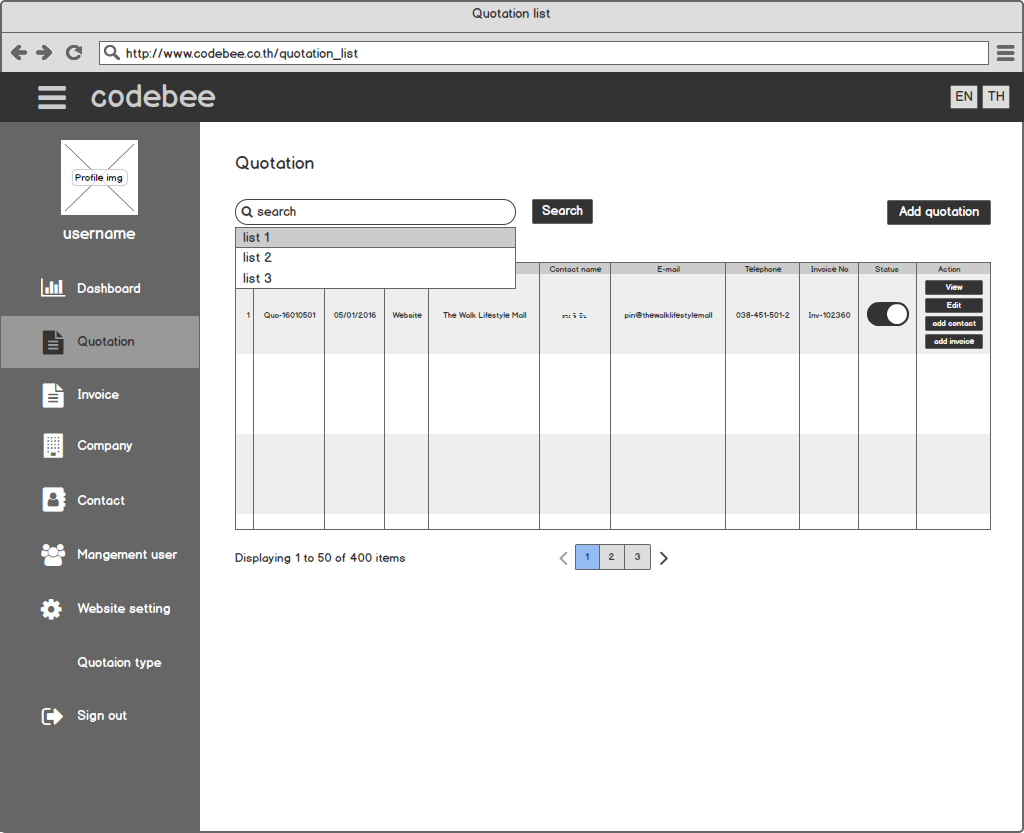 Quotation list
http://www.codebee.co.th/quotation_list
codebee
EN TH
Profile img
username
Dashboard
Quotation
Invoice
Company
Contact
Mangement user
Website setting
Quotaion type
Sign out
Quotation
search
Search
Add quotation
list 1
list 2
list 3
Contact name E-mail Telephone Invoice No Status Action
1 Quo-16010501 05/01/2016 Website The Walk Lifestyle Mall pin@thewalklifestylemall 038-451-501-2 Inv-102360
View
Edit
add contact
add invoice
Displaying 1 to 50 of 400 items
1 2 3